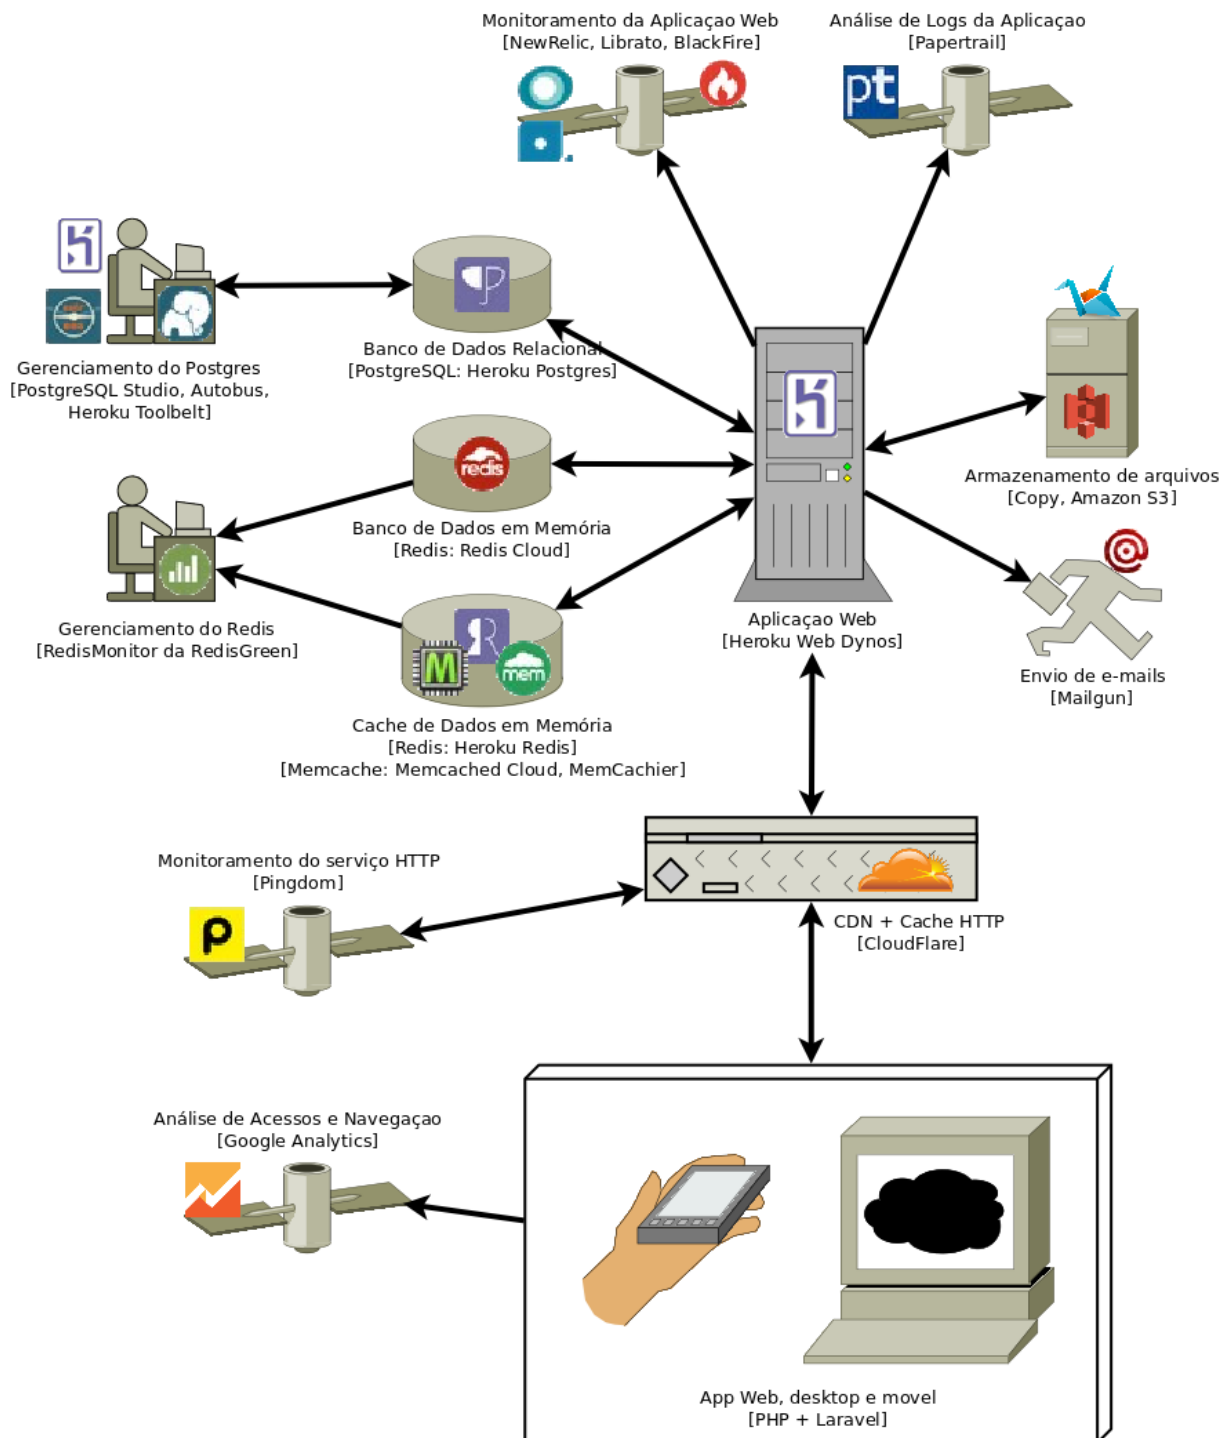 Monitoramento da Aplicaçao Web
[NewRelic, Librato, BlackFire]
Análise de Logs da Aplicaçao
[Papertrail]
pt
Gerenciamento do Postgres
[PostgreSQL Studio, Autobus,
Heroku Toolbelt]
Banco de Dados Relacional
[PostgreSQL: Heroku Postgres]
redis
Banco de Dados em Memória
[Redis: Redis Cloud]
Armazenamento de arquivos
[Copy, Amazon S3]
Gerenciamento do Redis
[RedisMonitor da RedisGreen]
R
M
mem
Cache de Dados em Memória
[Redis: Heroku Redis]
[Memcache: Memcached Cloud, MemCachier]
Aplicaçao Web
[Heroku Web Dynos]
@
Envio de e-mails
[Mailgun]
Monitoramento do serviço HTTP
[Pingdom]
p
CDN + Cache HTTP
[CloudFlare]
Análise de Acessos e Navegaçao
[Google Analytics]
App Web, desktop e movel
[PHP + Laravel]